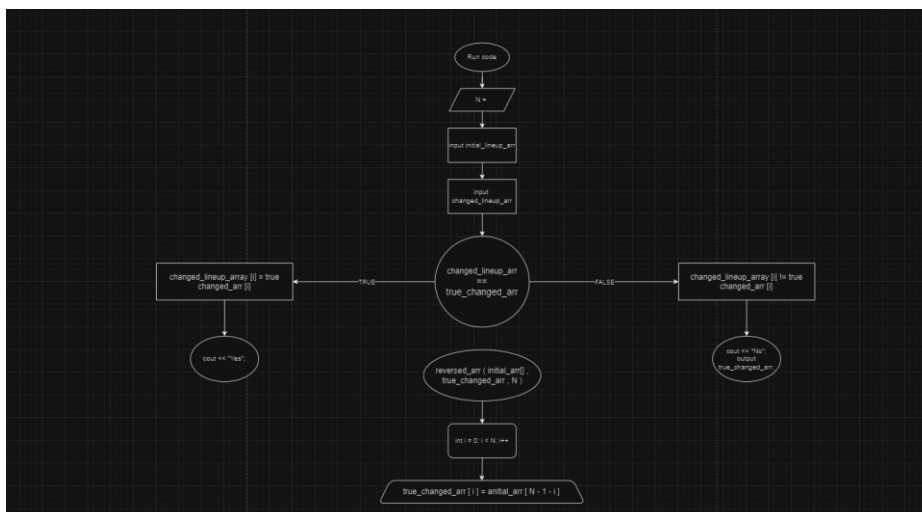 Run code
N =
input initial_lineup_arr
input
changed_lineup_arr
changed_lineup_arr
==
true_changed_arr
TRUE
FALSE
changed_lineup_array [i] = true
changed_arr [i]
changed_lineup_array [i] != true
changed_arr [i]
cout << "Yes";
cout << "No";
output
true_changed_arr;
reversed_arr ( initial_arr[] ,
true_changed_arr , N )
int i = 0; i < N; i++
true_changed_arr [ i ] = anitial_arr [ N - 1 - i ]